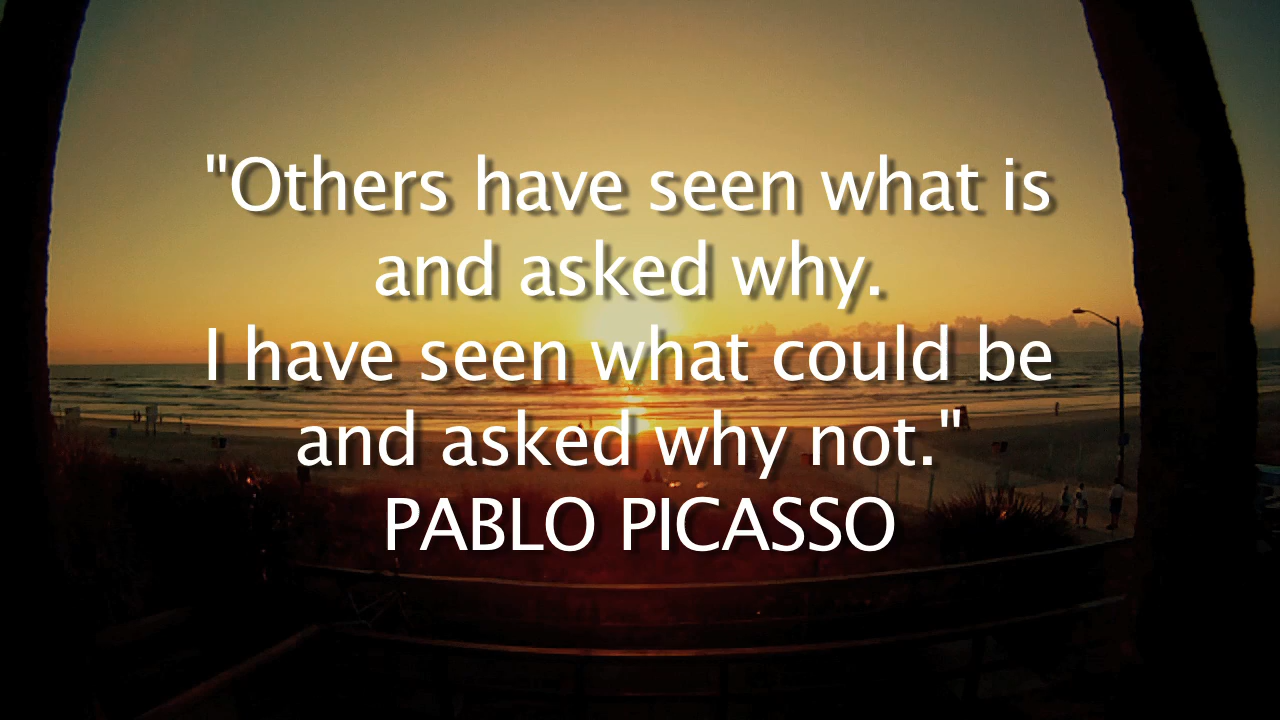 "Others have seen what is
and asked why.
I have seen what could be
and asked why not."
PABLO PICASSO